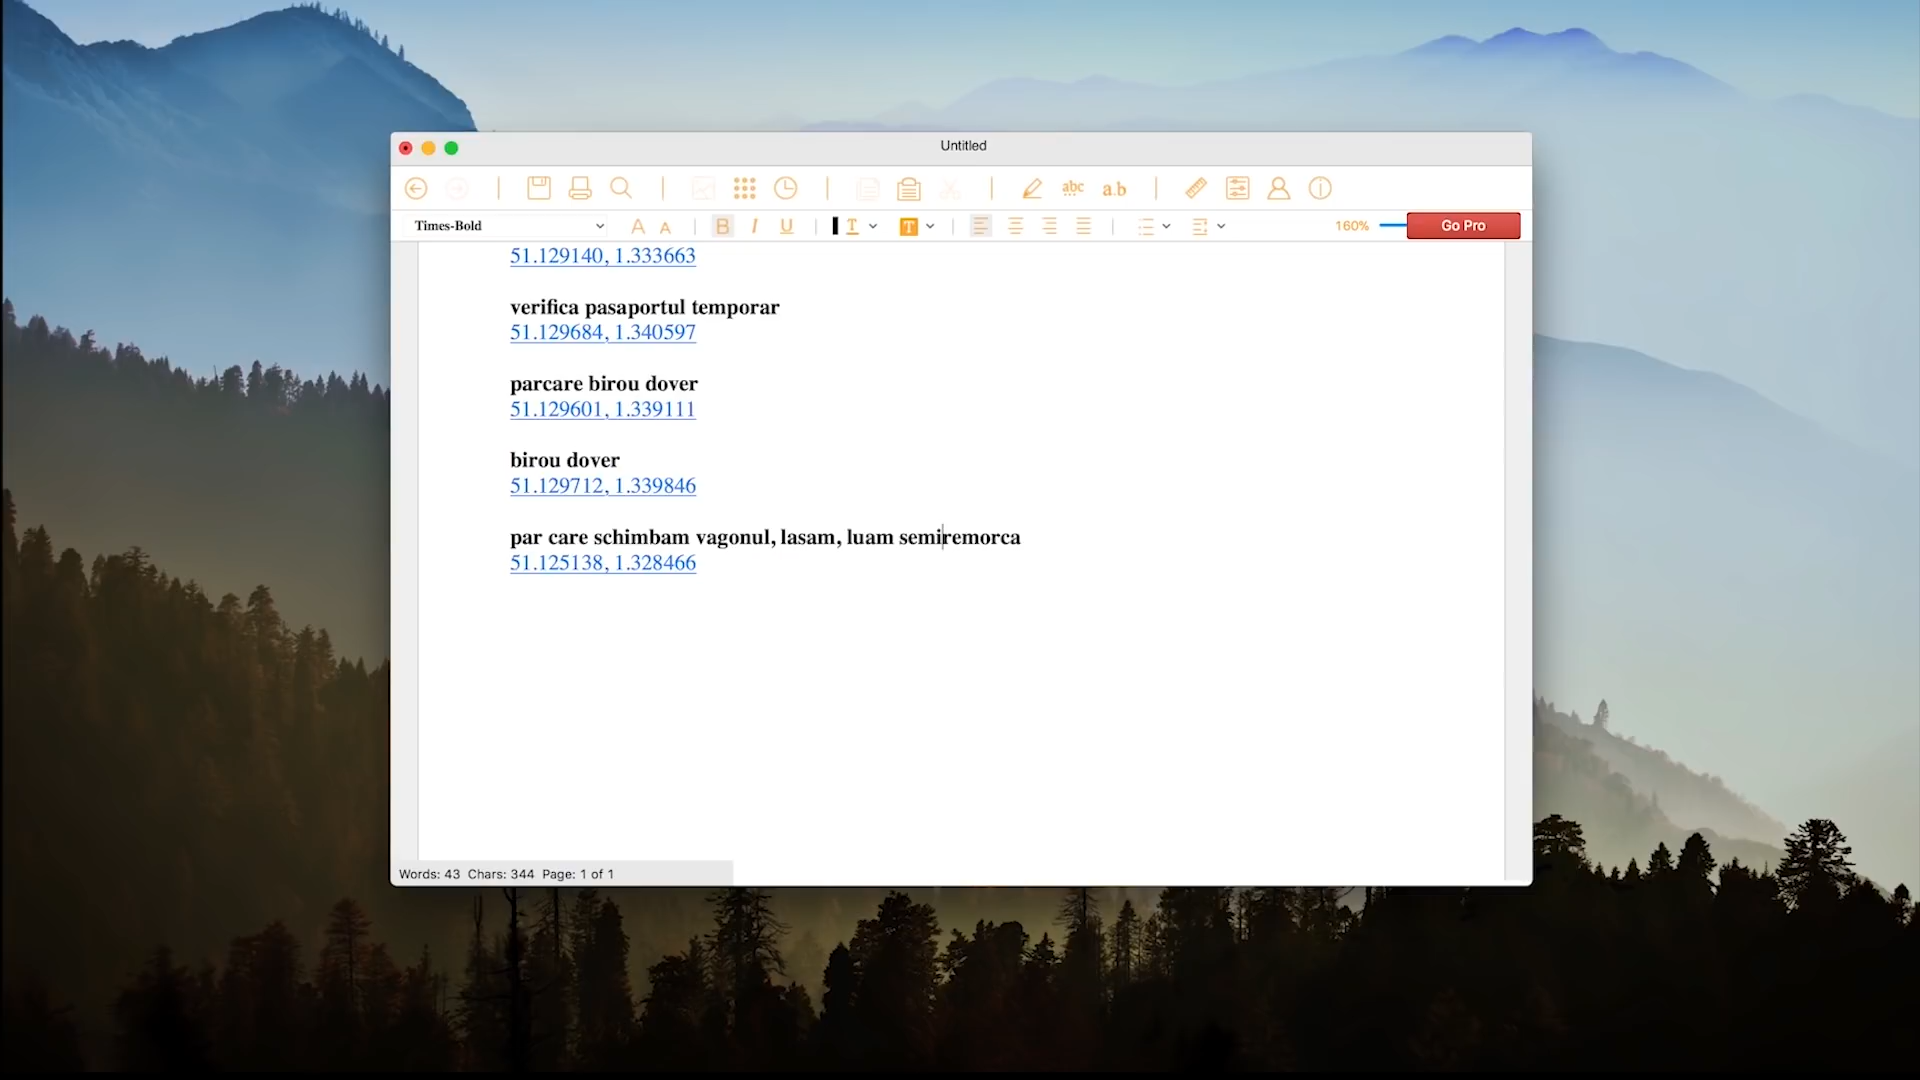 Untitled
abc
a.b
Times-Bold
A A
B I U
T
T
160%
Go Pro
51.129140, 1.333663
verifica pasaportul temporar
51.129684, 1.340597
parcare birou dover
51.129601, 1.339111
birou dover
51.129712, 1.339846
par care schimbam vagonul, lasam, luam semiremorca
51.125138, 1.328466
Words: 43 Chars: 344 Page: 1 of 1